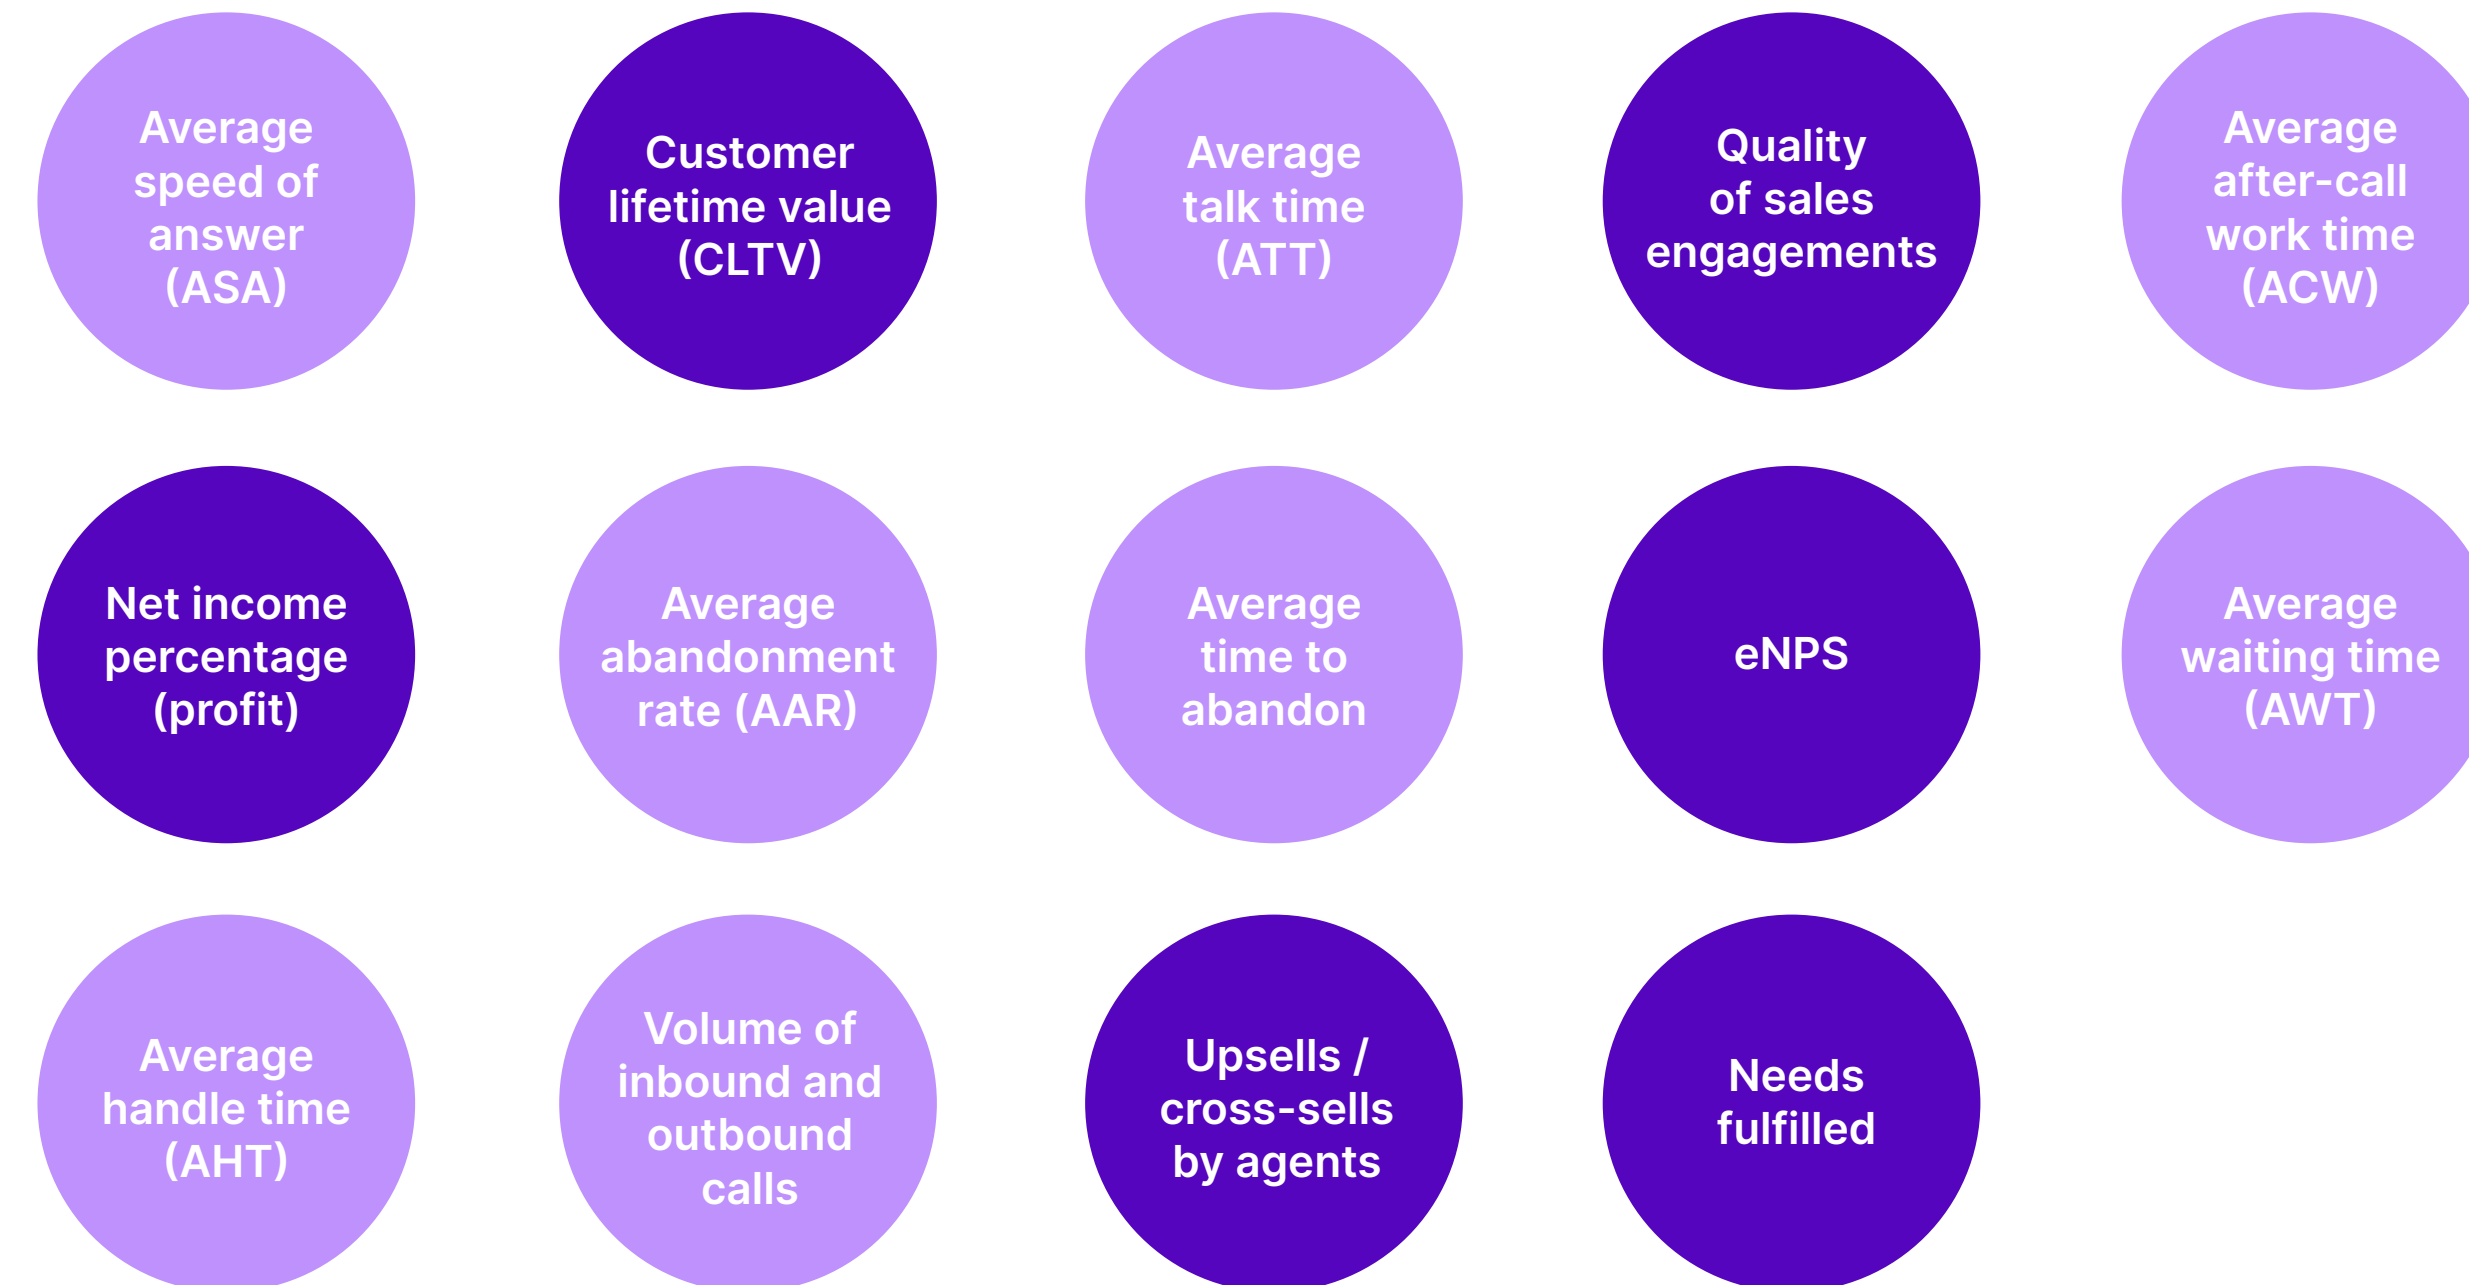 Average
speed of
answer
(ASA)
Customer
lifetime value
(CLTV)
Average
talk time
(ATT)
Quality
of sales
engagements
Average
after-call
work time
(ACW)
Net income
percentage
(profit)
Average
abandonment
rate (AAR)
Average
time to
abandon
eNPS
Average
waiting time
(AWT)
Average
handle time
(AHT)
Volume of
inbound and
outbound
calls
Upsells /
cross-sells
by agents
Needs
fulfilled